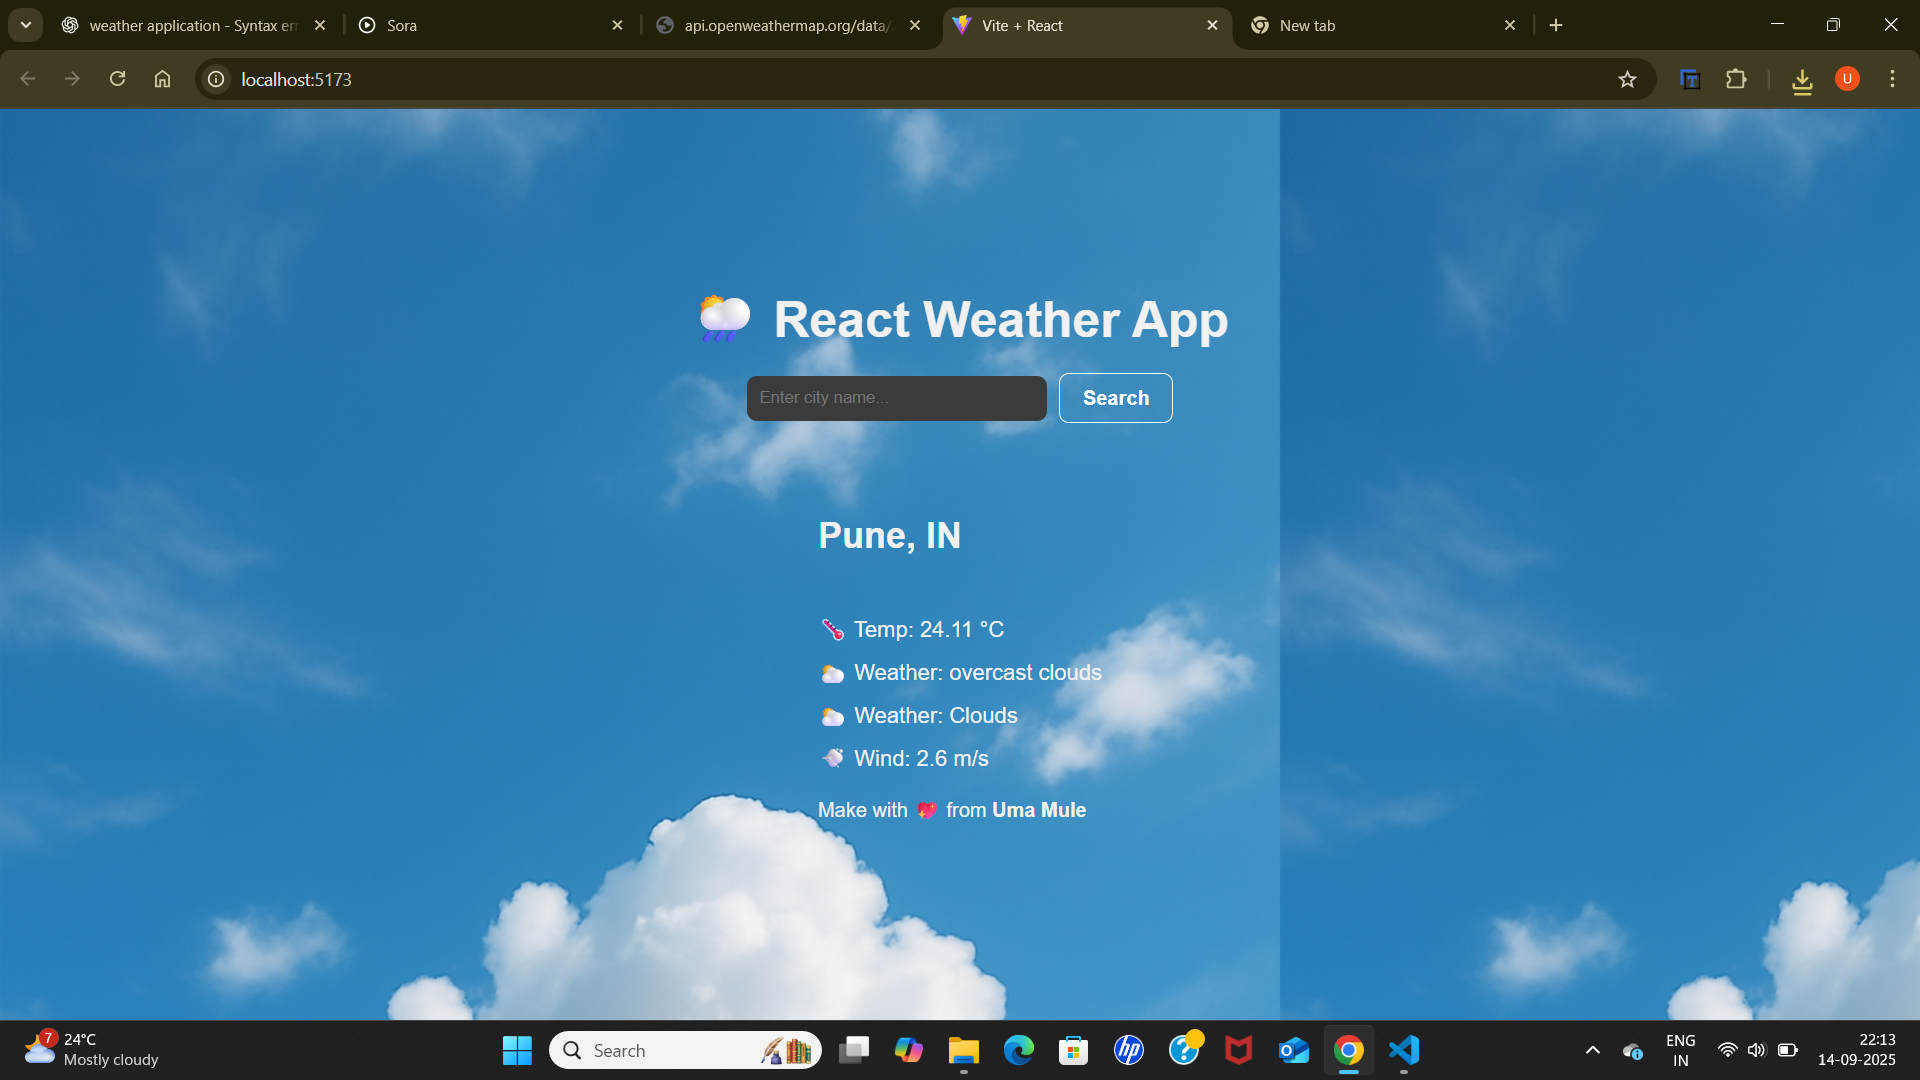 weather application - Syntax er
Sora
api.openweathermap.org/data/
Vite + React
New tab
localhost:5173
U
React Weather App
Enter city name...
Search
Pune, IN
Temp: 24.11 °C
Weather: overcast clouds
Weather: Clouds
Wind: 2.6 m/s
Make with 💖 from Uma Mule
7
24°C
Mostly cloudy
Search
hp
ENG
IN
22:13
14-09-2025